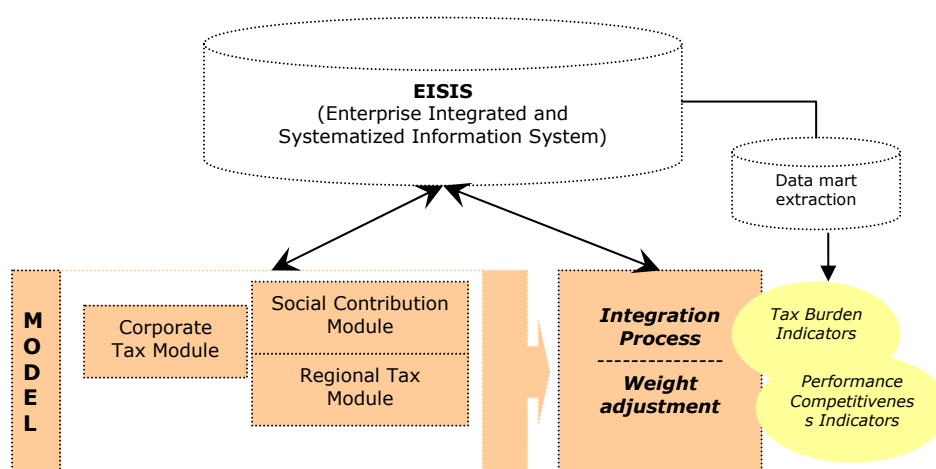 EISIS
(Enterprise Integrated and
Systematized Information System)
Data mart
extraction
M
O
D
E
L
Corporate
Tax Module
Social Contribution
Module
Regional Tax
Module
Integration
Process
Weight
adjustment
Tax Burden
Indicators
Performance
Competitivenes
s Indicators